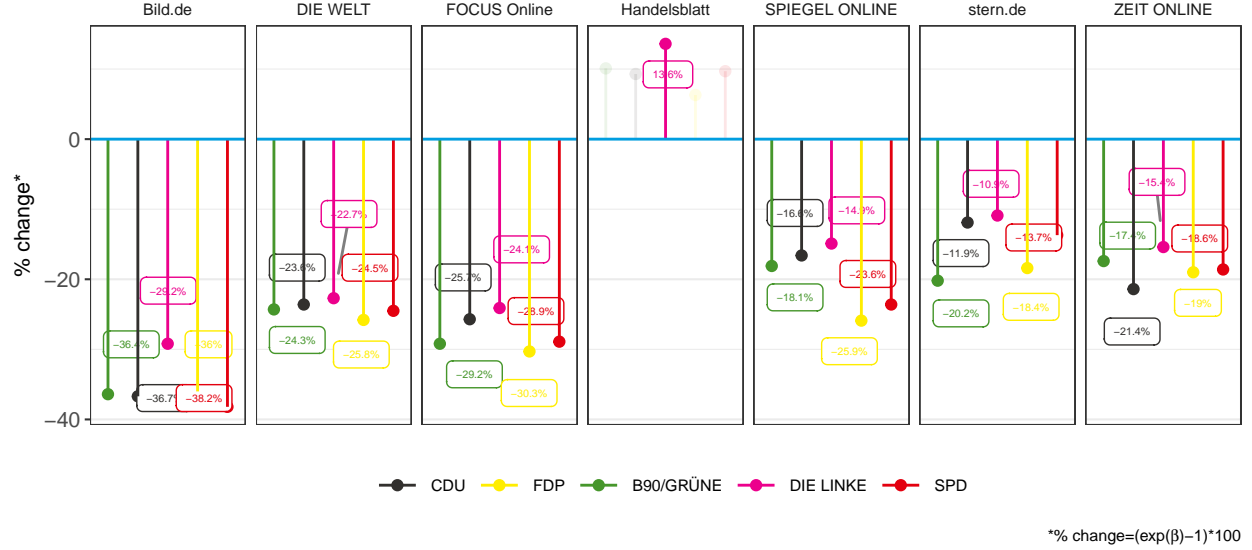 Bild.de DIE WELT FOCUS Online Handelsblatt SPIEGEL ONLINE stern.de ZEIT ONLINE
% change*
0
−20
−40
−36.4% −36.7% −29.2% −36% −38.2%
−24.3% −23.6% −22.7% −25.8% −24.5%
−29.2% −25.7% −24.1% −30.3% −28.9%
13.6%
−18.1% −16.6% −14.9% −25.9% −23.6%
−20.2% −11.9% −10.9% −18.4% −13.7%
−17.4% −21.4% −15.4% −19% −18.6%
CDU FDP B90/GRÜNE DIE LINKE SPD
*% change=(exp(β)−1)*100